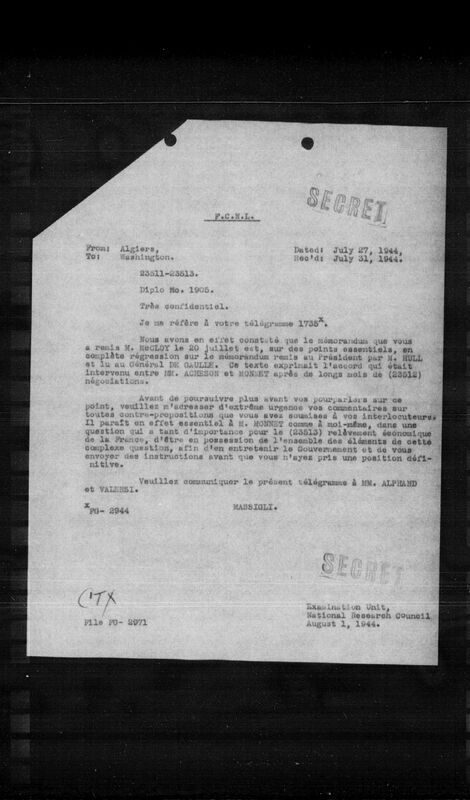 SECRET
F.C.N.L.
From: Algiers, Dated: July 27, 1944,
To: Washington. Rec'd: July 31, 1944.
23511-23513.
Diplo No. 1905.
Très confidentiel.
Je me réfère à votre télégramme 1735x.
Nous avons en effet constaté que le mémorandum que vous
a remis M. McCLOY le 20 juillet est, sur des points essentiels, en
complète régression sur le mémorandum remis au Président par M. HULL
et lu au Général DE GAULLE. Ce texte exprimait l'accord qui était
intervenu entre MM. ACHESON et MONNET après de longs mois de (23512)
négociations.
Avant de poursuivre plus avant vos pourparlers sur ce
point, veuillez m'adresser d'extrême urgence vos commentaires sur
toutes contre-propositions que vous avez soumises à vos interlocuteurs.
Il paraît en effet essentiel à M. MONNET comme à moi-même, dans une
question qui a tant d'importance pour le (23513) relèvement économique
de la France, d'être en possession de l'ensemble des éléments de cette
complexe question, afin d'en entretenir le Gouvernement et de vous
envoyer des instructions avant que vous n'ayez pris une position défi-
nitive.
Veuillez communiquer le présent télégramme à MM. ALPHAND
et VALENSI.
xFG- 2944 MASSIGLI.
SECRET
CTX
File FG- 2971
Examination Unit,
National Research Council
August 1, 1944.